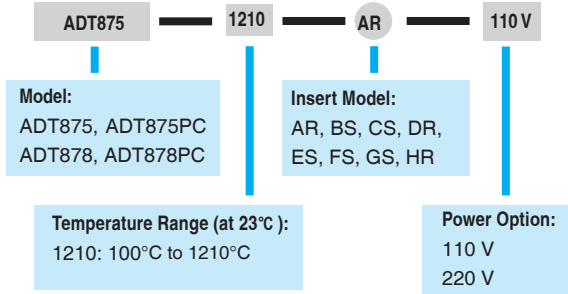 ADT875 1210 AR 110 V
Model:
ADT875, ADT875PC
ADT878, ADT878PC
Insert Model:
AR, BS, CS, DR,
ES, FS, GS, HR
Temperature Range (at 23℃ ):
1210: 100°C to 1210°C
Power Option:
110 V
220 V